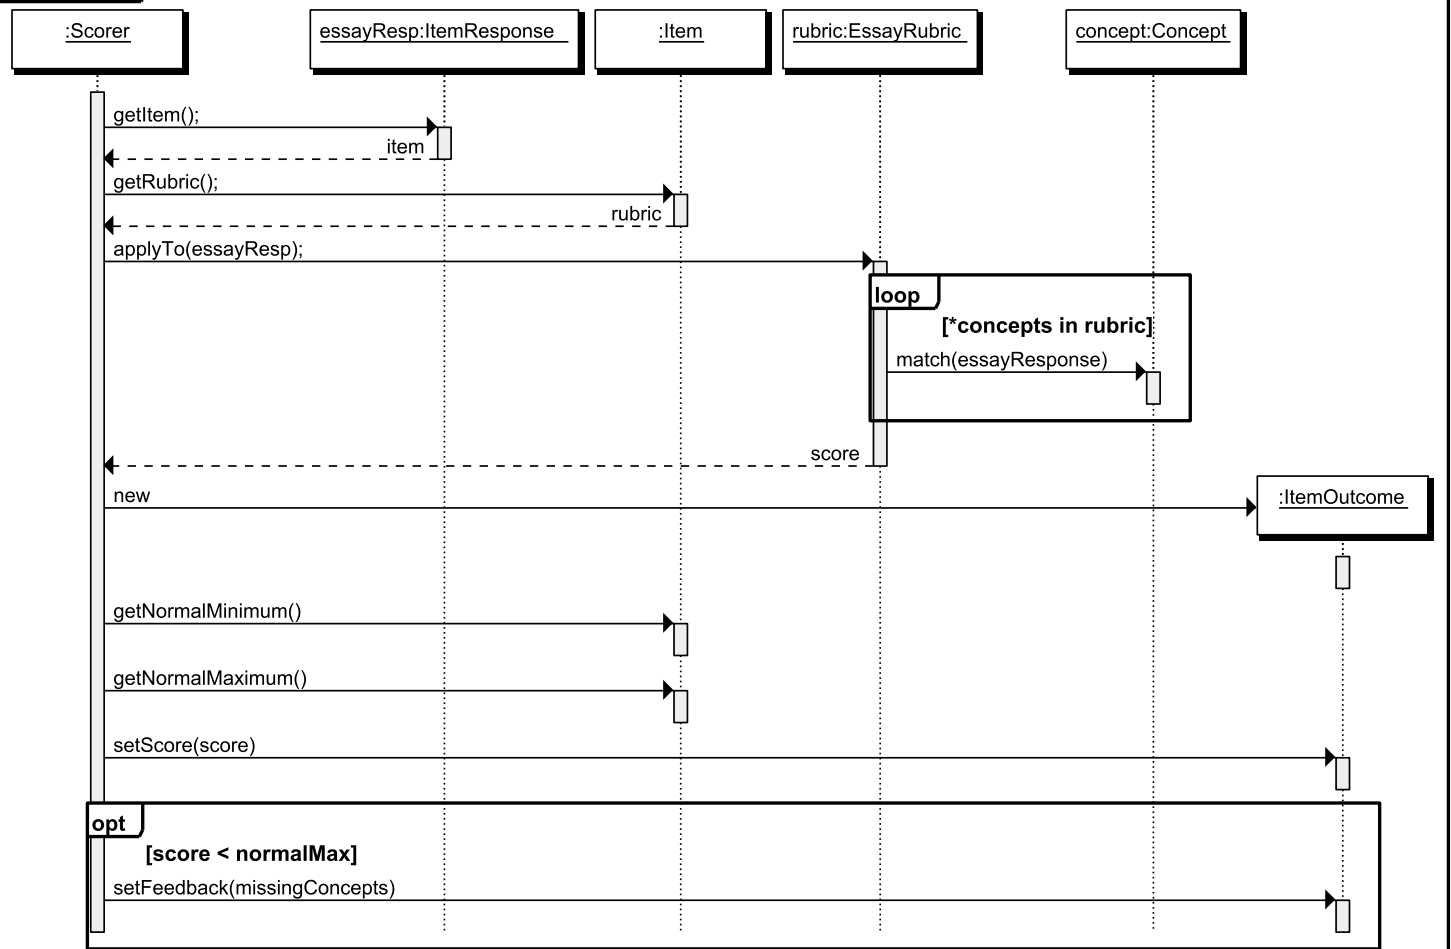 :Scorer
essayResp:ItemResponse
:Item
rubric:EssayRubric
concept:Concept
getItem();
item
getRubric();
rubric
applyTo(essayResp);
loop
[*concepts in rubric]
match(essayResponse)
score
new
:ItemOutcome
getNormalMinimum()
getNormalMaximum()
setScore(score)
opt
[score < normalMax]
setFeedback(missingConcepts)